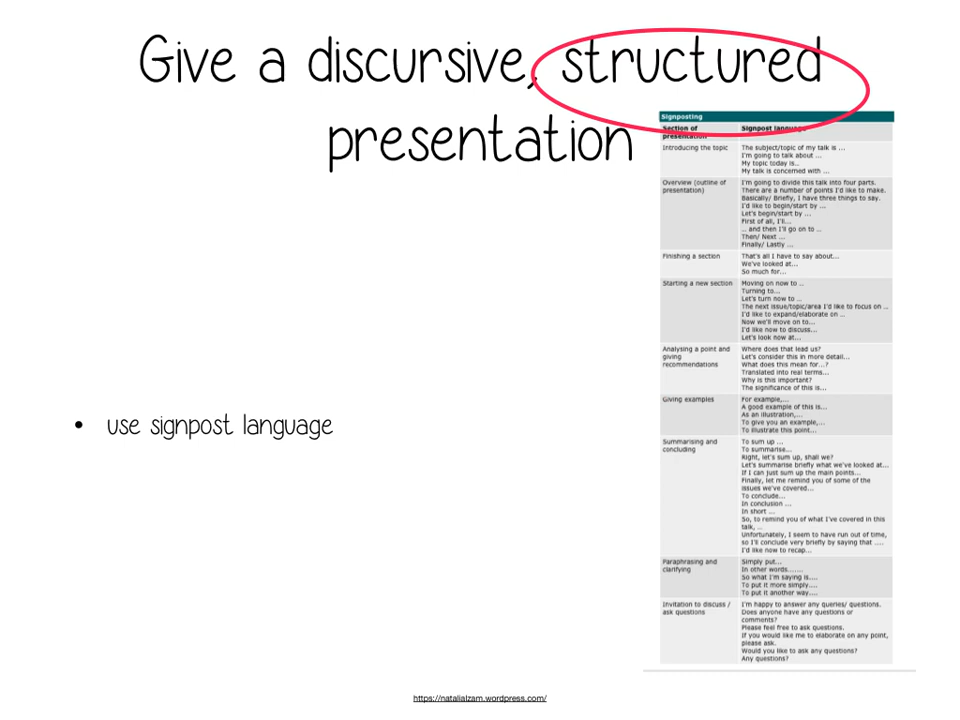 Give a discursive, structured
presentation
Signposting
Section of
presentation
Signpost language
Introducing the topic
The subject/topic of my talk is ...
I'm going to talk about ...
My topic today is..
My talk is concerned with ...
Overview (outline of
presentation)
I'm going to divide this talk into four parts.
There are a number of points I'd like to make.
Basically/ Briefly, I have three things to say.
I'd like to begin/start by ...
Let's begin/start by ...
First of all, I'll...
... and then I'll go on to ...
Then/ Next ...
Finally/ Lastly ...
Finishing a section
That's all I have to say about...
We've looked at...
So much for...
Starting a new section
Moving on now to ...
Turning to...
Let's turn now to ...
The next issue/topic/area I'd like to focus on ...
I'd like to expand/elaborate on ...
Now we'll move on to...
I'd like now to discuss...
Let's look now at...
Analysing a point and
giving
recommendations
Where does that lead us?
Let's consider this in more detail...
What does this mean for...?
Translated into real terms...
Why is this important?
The significance of this is...
Giving examples
For example,...
A good example of this is...
As an illustration,...
To give you an example,...
To illustrate this point...
• use signpost language
Summarising and
concluding
To sum up ...
To summarise...
Right, let's sum up, shall we?
Let's summarise briefly what we've looked at...
If I can just sum up the main points...
Finally, let me remind you of some of the
issues we've covered...
To conclude...
In conclusion ...
In short ...
So, to remind you of what I've covered in this
talk, ...
Unfortunately, I seem to have run out of time,
so I'll conclude very briefly by saying that .....
I'd like now to recap...
Paraphrasing and
clarifying
Simply put...
In other words.......
So what I'm saying is....
To put it more simply....
To put it another way....
Invitation to discuss /
ask questions
I'm happy to answer any queries/ questions.
Does anyone have any questions or
comments?
Please feel free to ask questions.
If you would like me to elaborate on any point,
please ask.
Would you like to ask any questions?
Any questions?
https://natalialzam.wordpress.com/